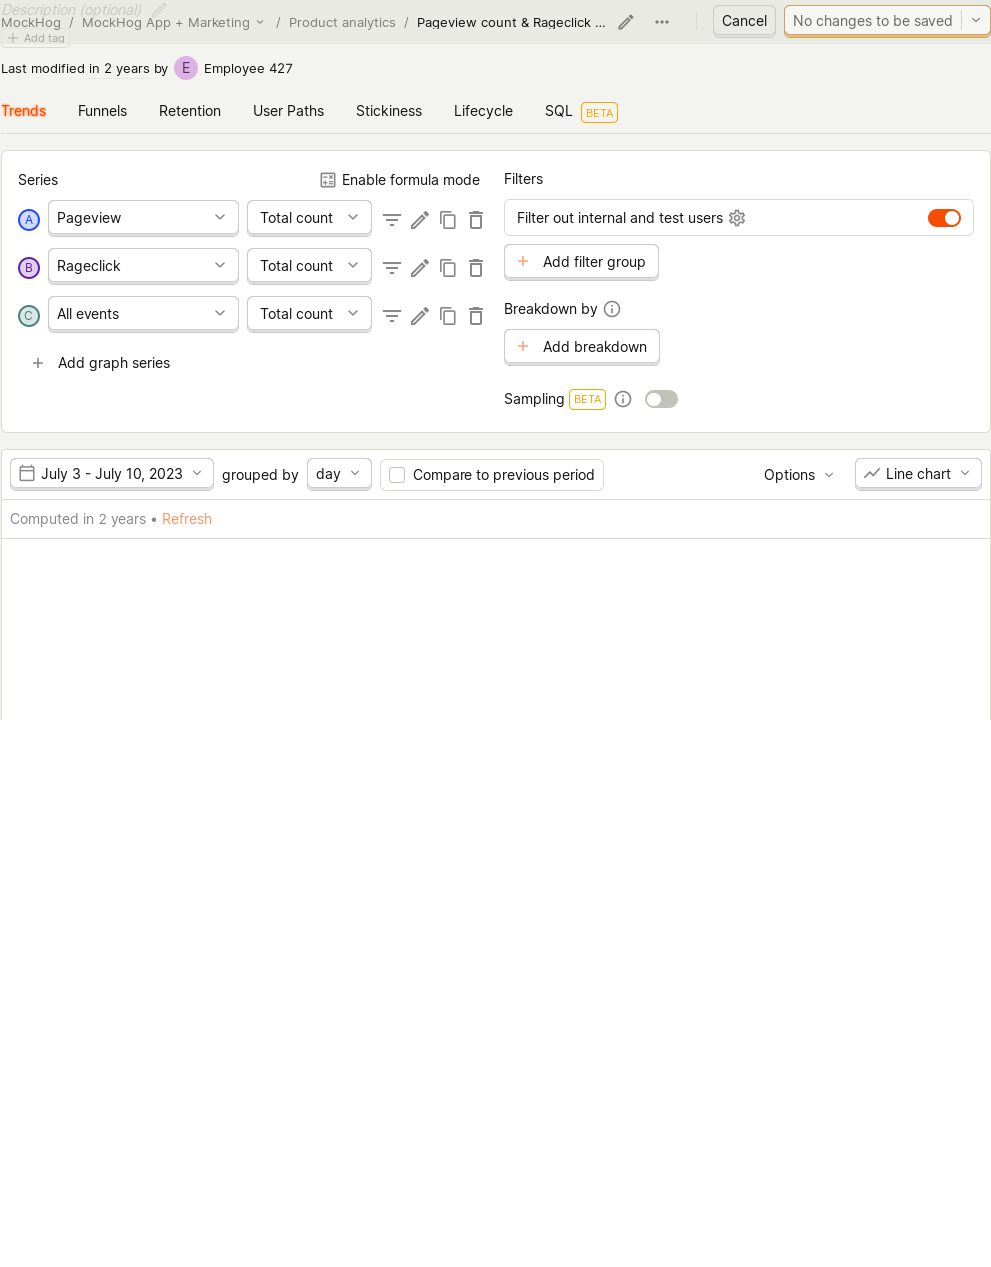 Description (optional)
MockHog / MockHog App + Marketing / Product analytics / Pageview count & Rageclick ...
Cancel
No changes to be saved
Add tag
Last modified in 2 years by E Employee 427
Trends Funnels Retention User Paths Stickiness Lifecycle SQL BETA
Series
Enable formula mode
A Pageview Total count
B Rageclick Total count
C All events Total count
Add graph series
Filters
Filter out internal and test users
Add filter group
Breakdown by
Add breakdown
Sampling BETA
July 3 - July 10, 2023 grouped by day Compare to previous period Options Line chart
Computed in 2 years • Refresh